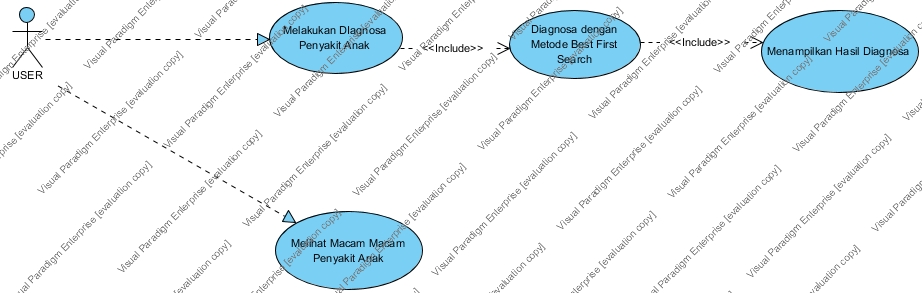 USER
Melakukan DIagnosa
Penyakit Anak
<<Include>>
Diagnosa dengan
Metode Best First
Search
<<Include>>
Menampilkan Hasil Diagnosa
Melihat Macam Macam
Penyakit Anak
Visual Paradigm Enterprise [evaluation copy]